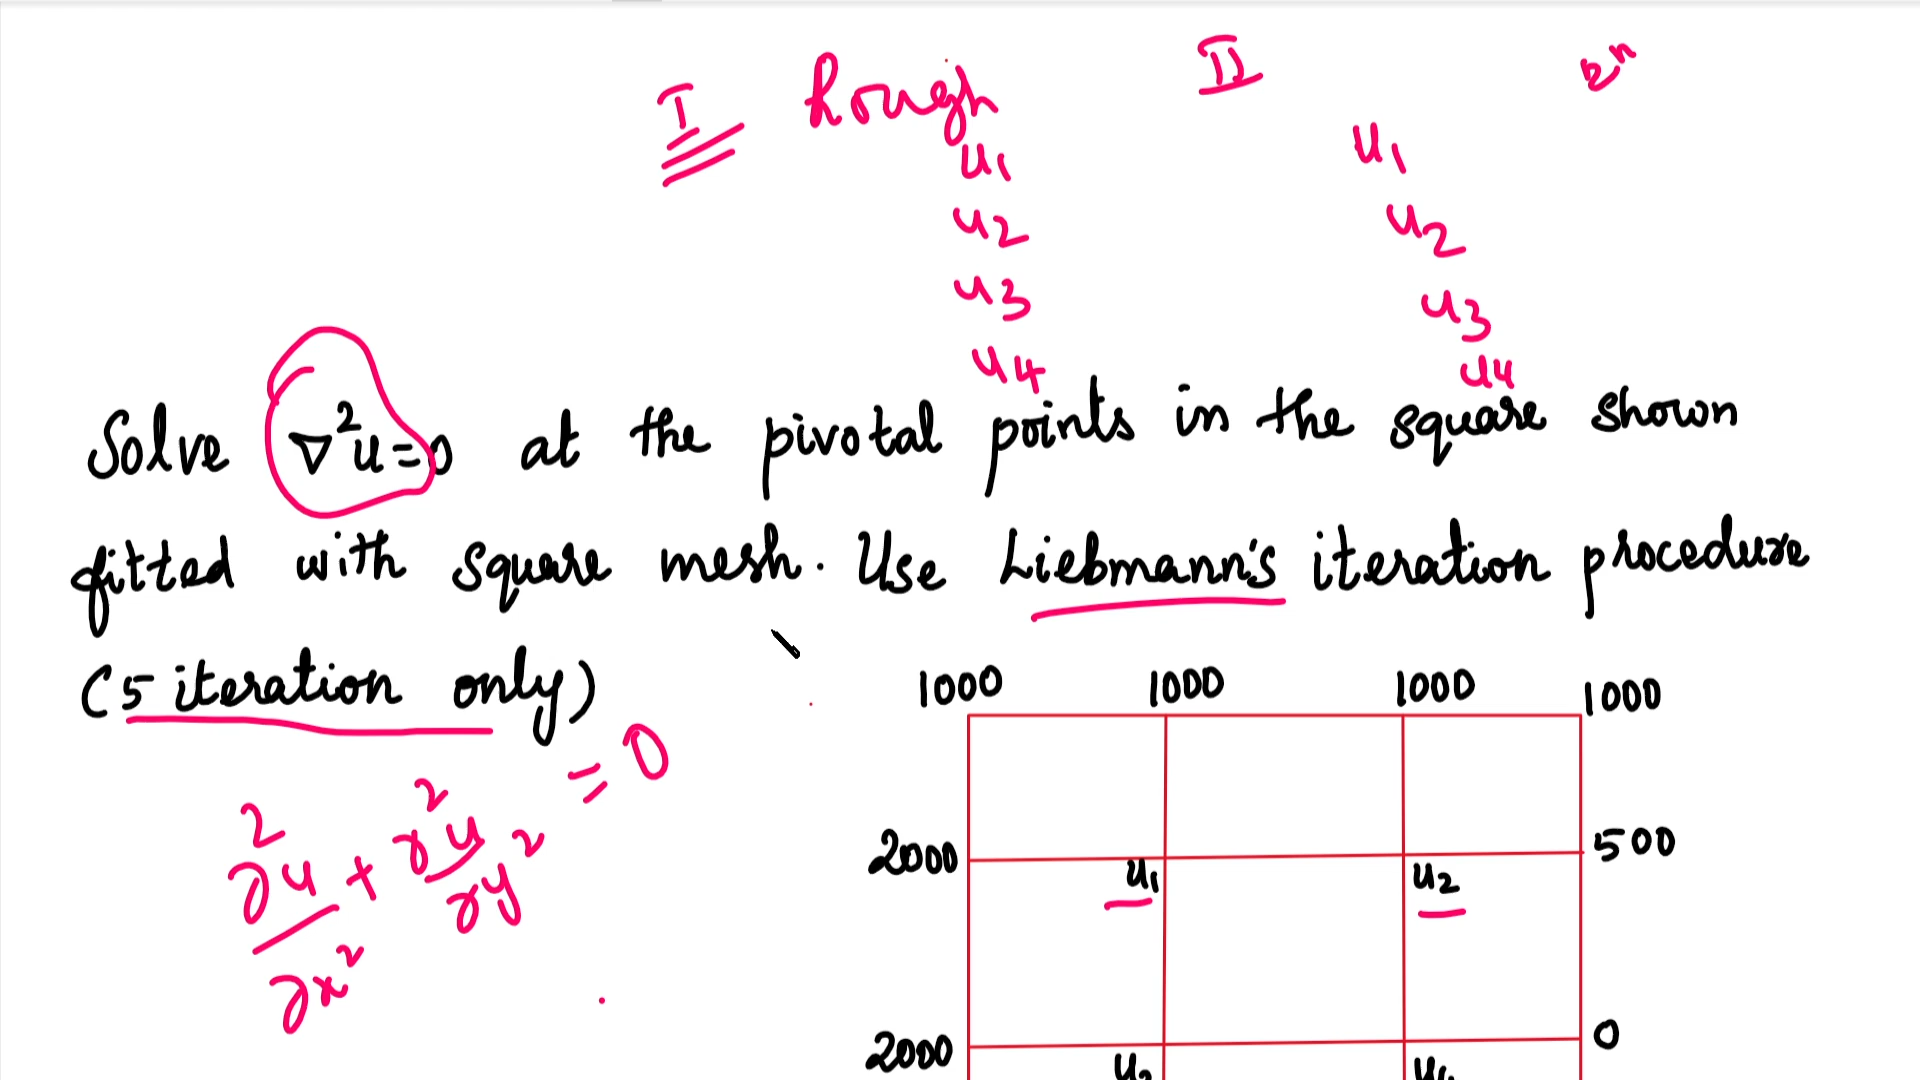 I Rough II
u1 u1
u2 u2
u3 u3
u4 u4
Solve ∇²u=0 at the pivotal points in the square shown
fitted with square mesh. Use Liebmann's iteration procedure
(5 iteration only)
∂²u/∂x² + ∂²u/∂y² = 0
1000 1000 1000 1000
2000 u1 u2 500
2000 0